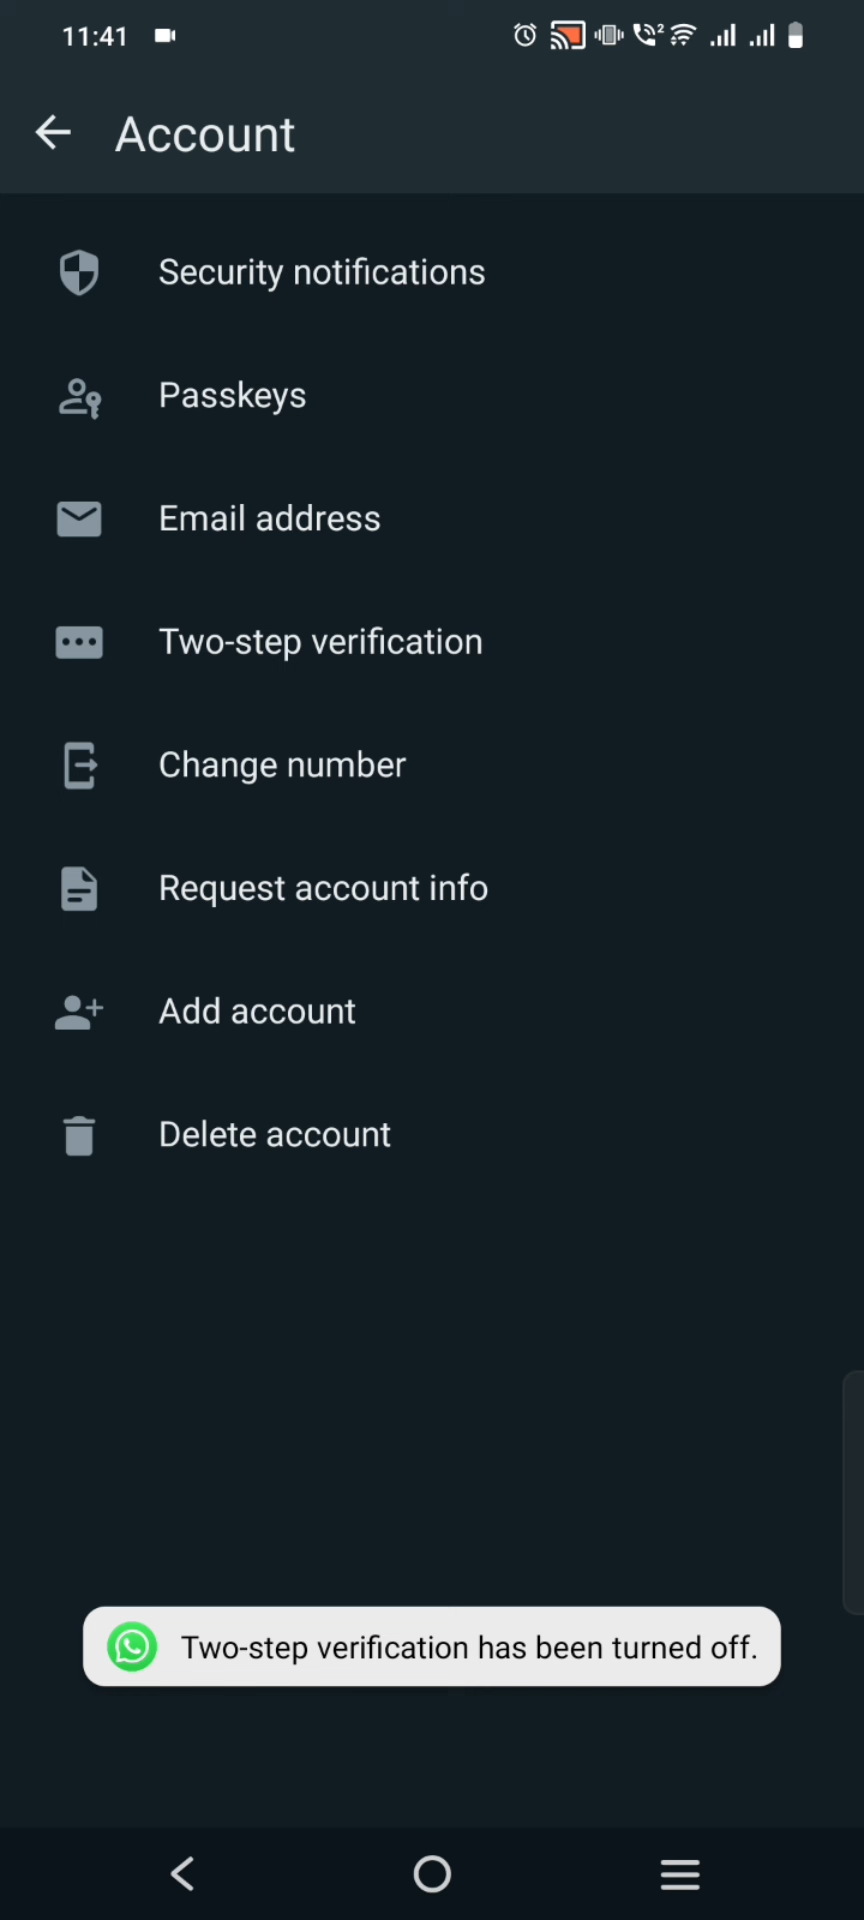 11:41
Account
Security notifications
Passkeys
Email address
Two-step verification
Change number
Request account info
Add account
Delete account
Two-step verification has been turned off.